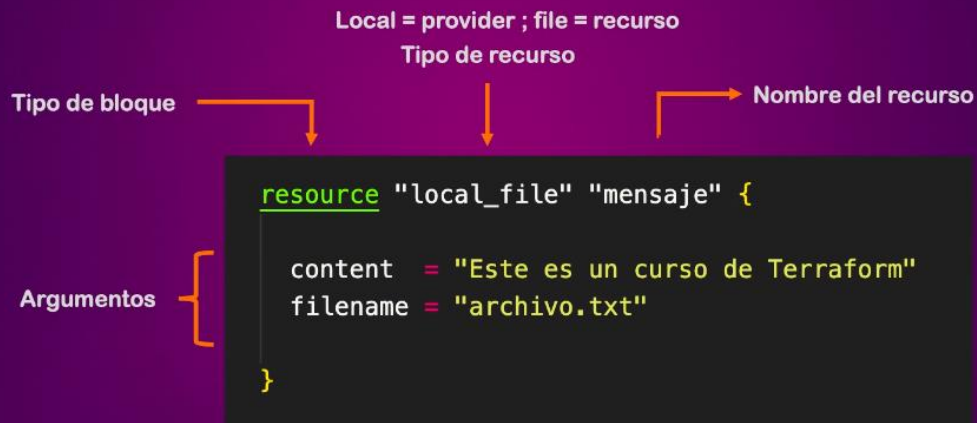 Local = provider ; file = recurso
Tipo de recurso
Tipo de bloque
Nombre del recurso
resource "local_file" "mensaje" {
content = "Este es un curso de Terraform"
Argumentos
filename = "archivo.txt"
}